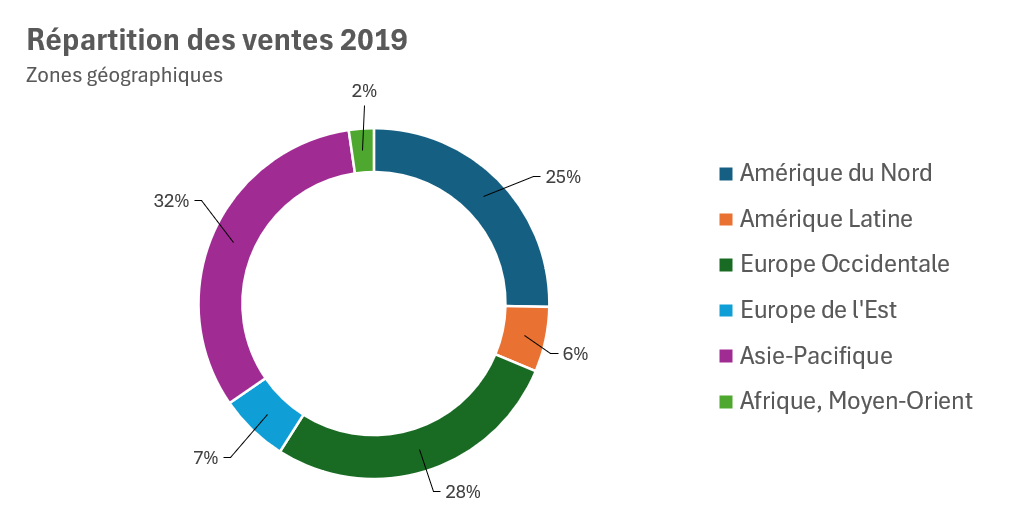 Répartition des ventes 2019
Zones géographiques
2%
25%
32%
6%
7%
28%
Amérique du Nord
Amérique Latine
Europe Occidentale
Europe de l'Est
Asie-Pacifique
Afrique, Moyen-Orient